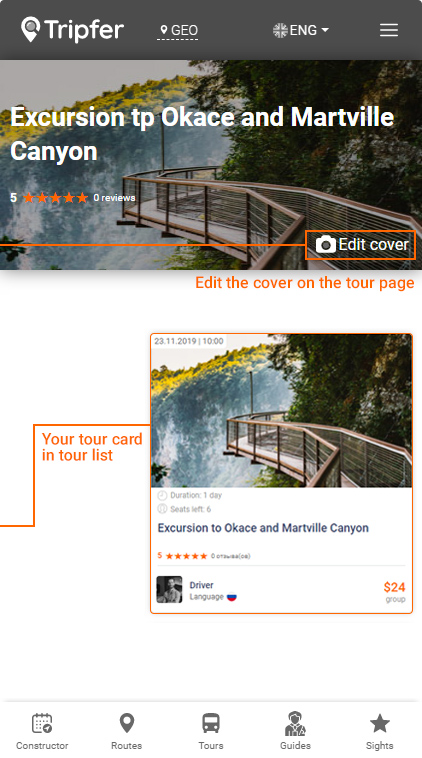 Tripfer GEO ENG
Excursion tp Okace and Martville
Canyon
5 0 reviews
Edit cover
Edit the cover on the tour page
23.11.2019 | 10:00
Your tour card
in tour list
Duration: 1 day
Seats left: 6
Excursion to Okace and Martville Canyon
5 0 отзыва(ов)
Driver
Language
$24
group
Constructor Routes Tours Guides Sights